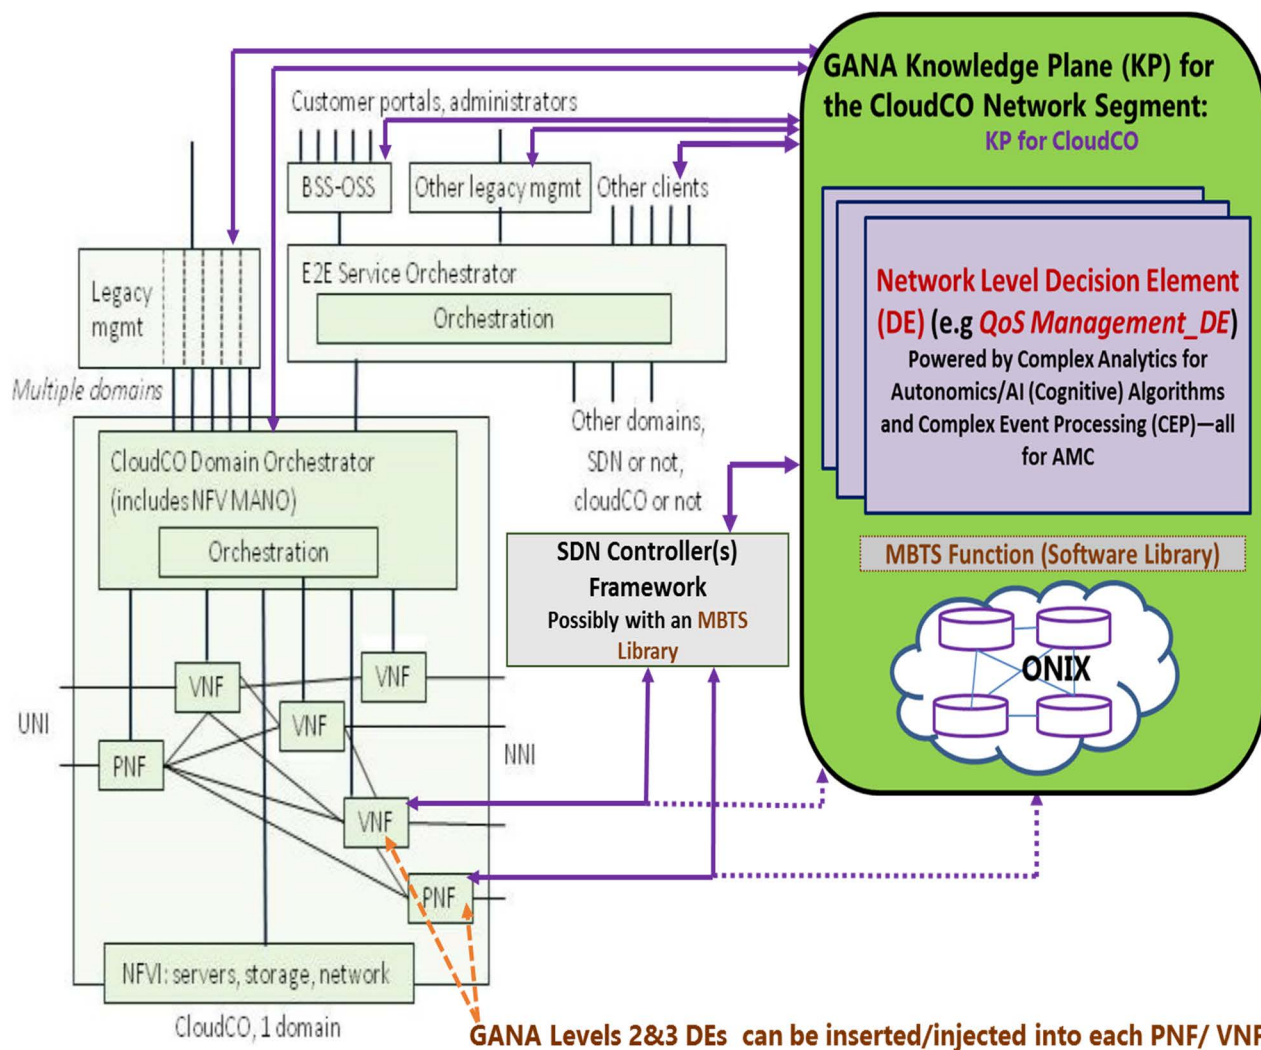 GANA Knowledge Plane (KP) for
the CloudCO Network Segment:
KP for CloudCO
Customer portals, administrators
BSS-OSS
Other legacy mgmt
Other clients
Legacy
mgmt
E2E Service Orchestrator
Orchestration
Multiple domains
Network Level Decision Element
(DE) (e.g QoS Management_DE)
Powered by Complex Analytics for
Autonomics/AI (Cognitive) Algorithms
and Complex Event Processing (CEP)—all
for AMC
Other domains,
SDN or not,
cloudCO or not
CloudCO Domain Orchestrator
(includes NFV MANO)
Orchestration
SDN Controller(s)
Framework
Possibly with an MBTS
Library
MBTS Function (Software Library)
ONIX
VNF
VNF
VNF
UNI
NNI
PNF
VNF
PNF
NFVI: servers, storage, network
CloudCO, 1 domain
GANA Levels 2&3 DEs can be inserted/injected into each PNF/ VNF